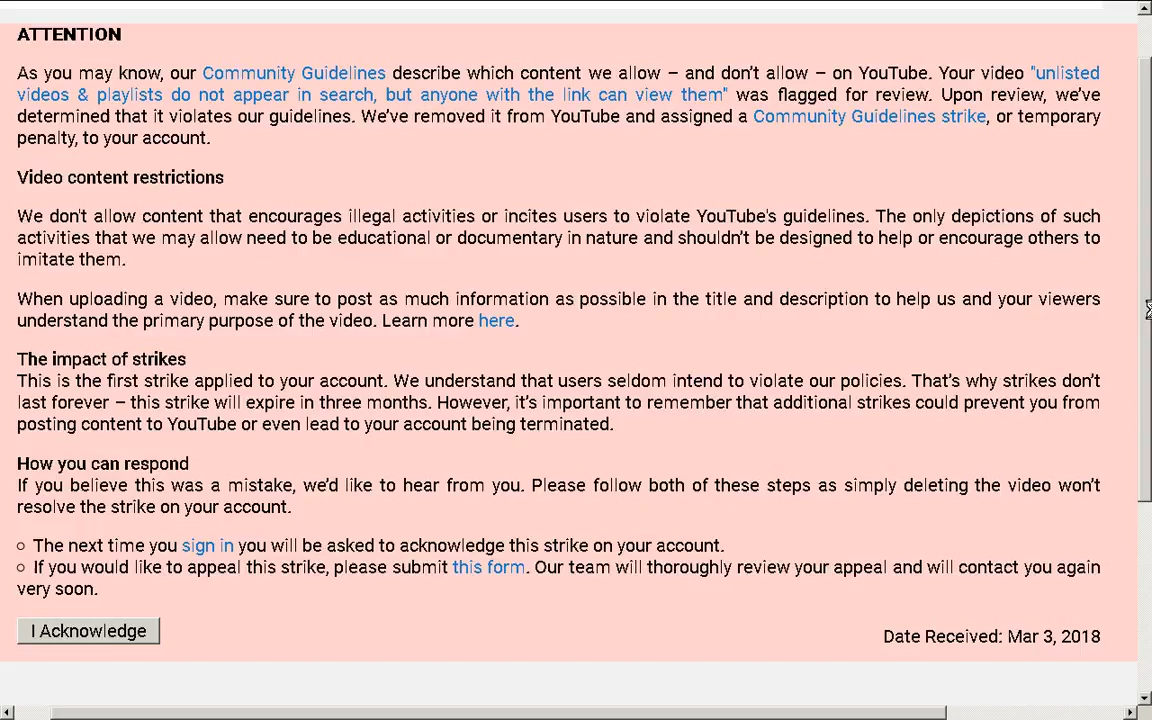 ATTENTION
As you may know, our Community Guidelines describe which content we allow – and don't allow – on YouTube. Your video "unlisted
videos & playlists do not appear in search, but anyone with the link can view them" was flagged for review. Upon review, we've
determined that it violates our guidelines. We've removed it from YouTube and assigned a Community Guidelines strike, or temporary
penalty, to your account.
Video content restrictions
We don't allow content that encourages illegal activities or incites users to violate YouTube's guidelines. The only depictions of such
activities that we may allow need to be educational or documentary in nature and shouldn't be designed to help or encourage others to
imitate them.
When uploading a video, make sure to post as much information as possible in the title and description to help us and your viewers
understand the primary purpose of the video. Learn more here.
The impact of strikes
This is the first strike applied to your account. We understand that users seldom intend to violate our policies. That's why strikes don't
last forever – this strike will expire in three months. However, it's important to remember that additional strikes could prevent you from
posting content to YouTube or even lead to your account being terminated.
How you can respond
If you believe this was a mistake, we'd like to hear from you. Please follow both of these steps as simply deleting the video won't
resolve the strike on your account.
○ The next time you sign in you will be asked to acknowledge this strike on your account.
○ If you would like to appeal this strike, please submit this form. Our team will thoroughly review your appeal and will contact you again
very soon.
I Acknowledge
Date Received: Mar 3, 2018